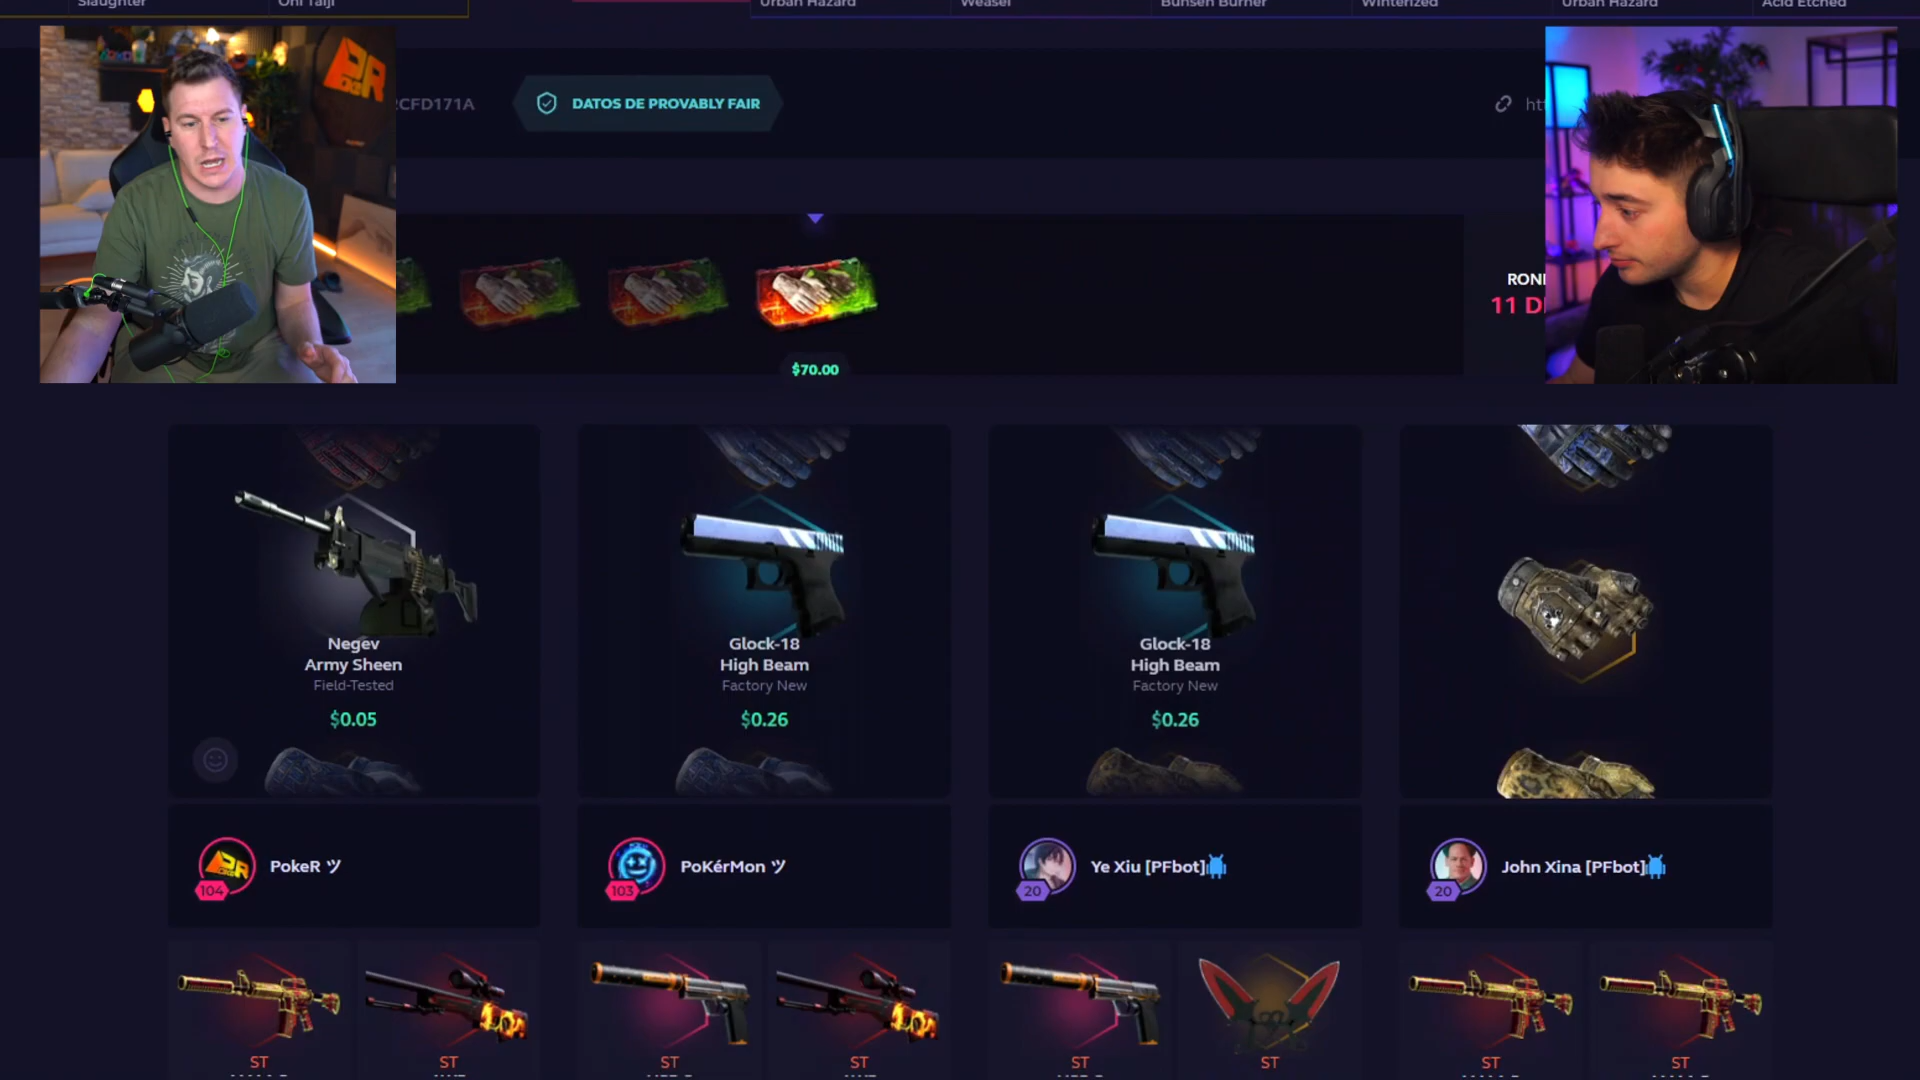 Slaughter
Oni Taiji
Urban Hazard
Weasel
Bunsen Burner
Winterized
Urban Hazard
Acid Etched
CFD171A
DATOS DE PROVABLY FAIR
$70.00
11
Negev
Army Sheen
Field-Tested
$0.05
Glock-18
High Beam
Factory New
$0.26
Glock-18
High Beam
Factory New
$0.26
104
PokeR ツ
103
PoKérMon ツ
20
Ye Xiu [PFbot]
20
John Xina [PFbot]
ST
ST
ST
ST
ST
ST
ST
ST